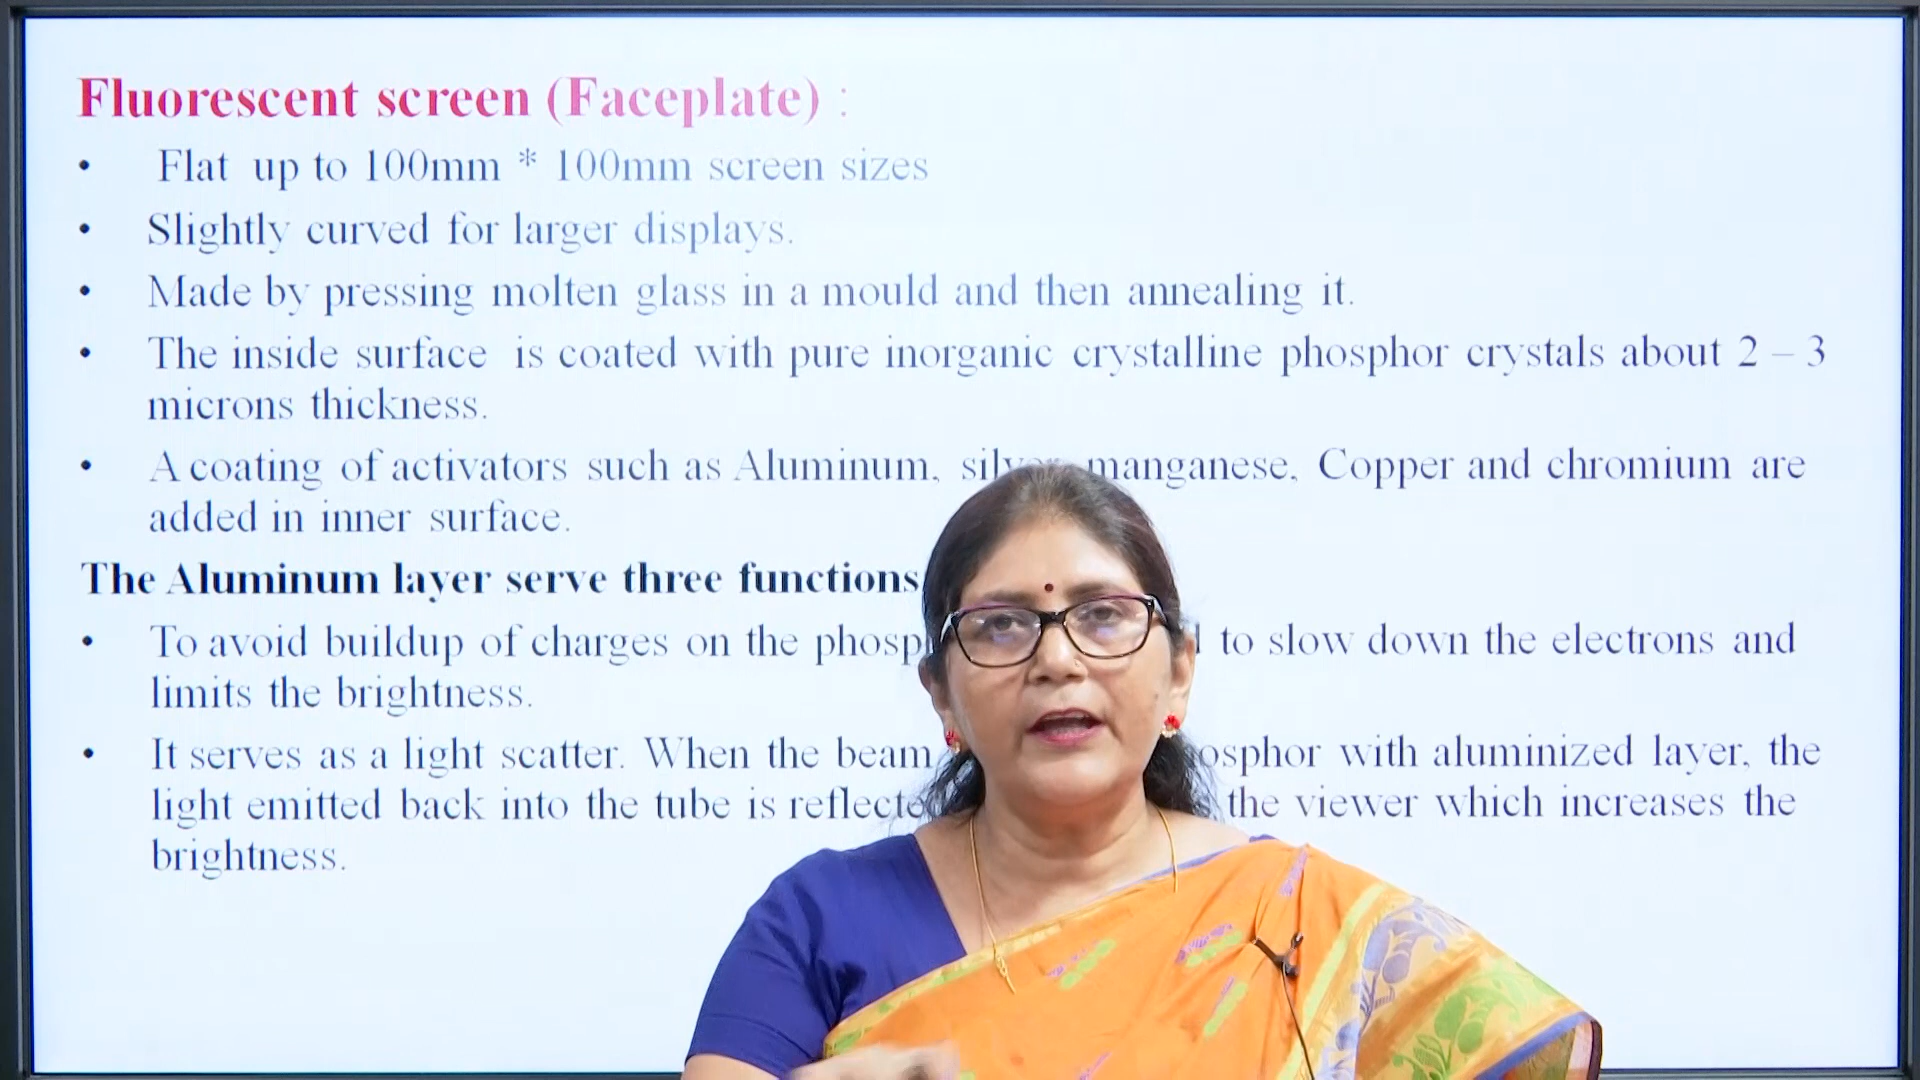 Fluorescent screen (Faceplate) :
• Flat up to 100mm * 100mm screen sizes
• Slightly curved for larger displays.
• Made by pressing molten glass in a mould and then annealing it.
• The inside surface is coated with pure inorganic crystalline phosphor crystals about 2 – 3
microns thickness.
• A coating of activators such as Aluminum, silver, manganese, Copper and chromium are
added in inner surface.
The Aluminum layer serve three functions
• To avoid buildup of charges on the to slow down the electrons and
limits the brightness.
• It serves as a light scatter. When the beam with aluminized layer, the
light emitted back into the tube is the viewer which increases the
brightness.